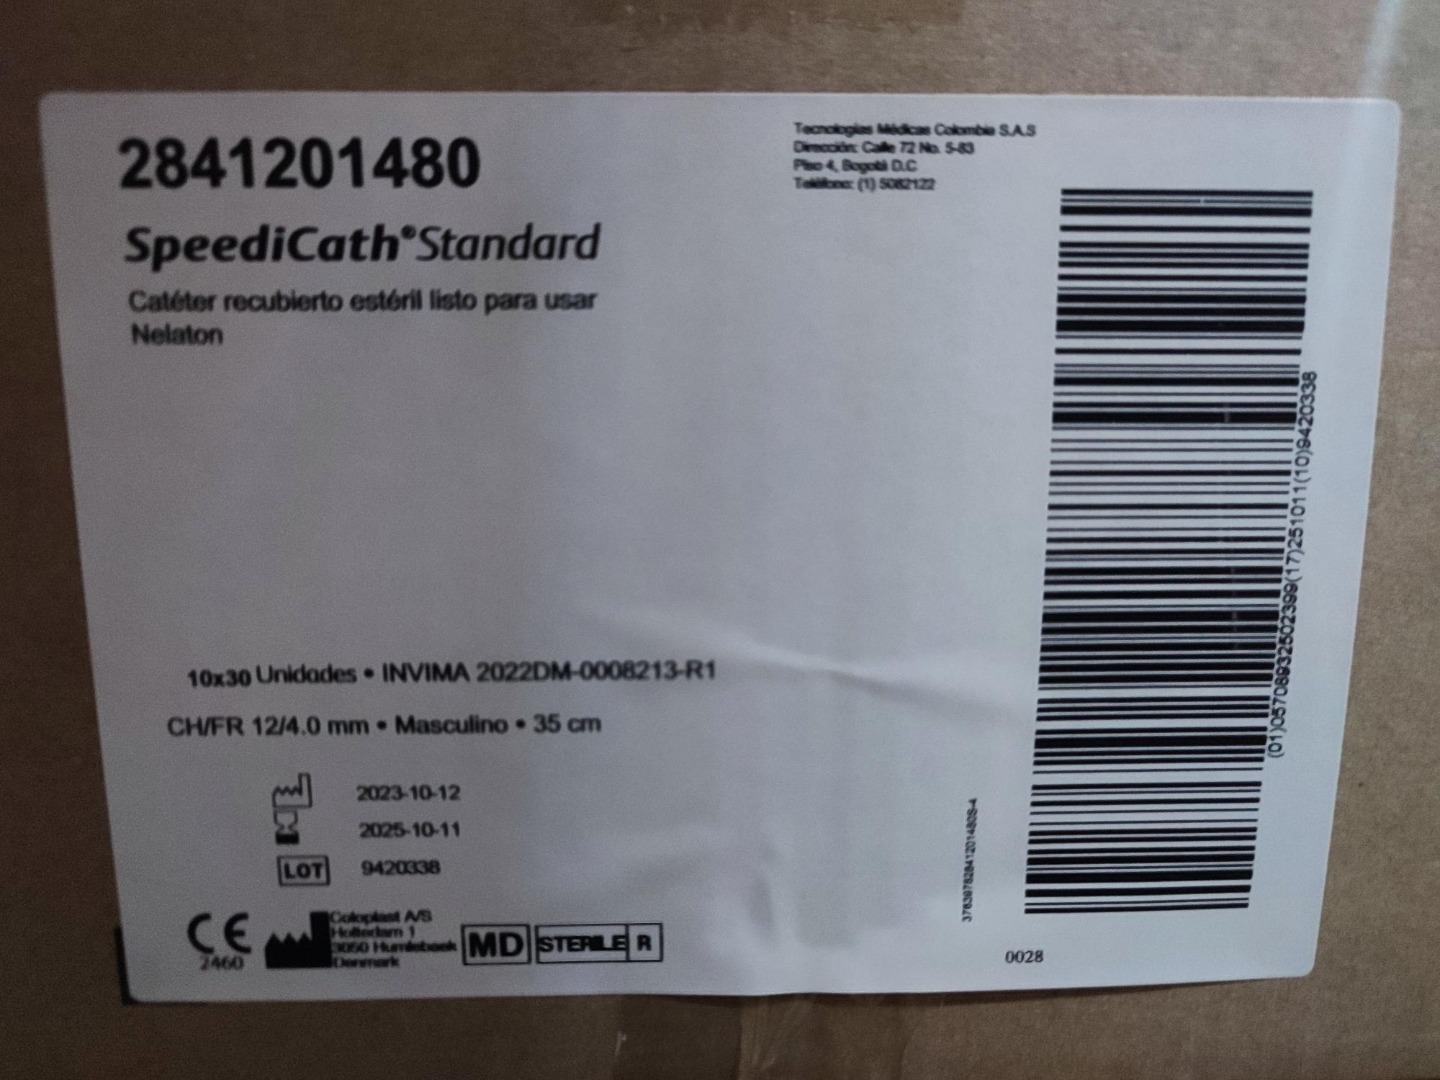 2841201480
SpeediCath® Standard
Catéter recubierto estéril listo para usar
Nelaton
Tecnologías Médicas Colombia S.A.S
Dirección: Calle 72 No. 5-83
Piso 4, Bogotá D.C
Teléfono: (1) 5082122
(01)05708932502399(17)251011(10)9420338
10x30 Unidades • INVIMA 2022DM-0008213-R1
CH/FR 12/4.0 mm • Masculino • 35 cm
2023-10-12
2025-10-11
LOT 9420338
CE
2460
Coloplast A/S
Holtedam 1
3050 Humlebaek
Denmark
MD
STERILE R
0028